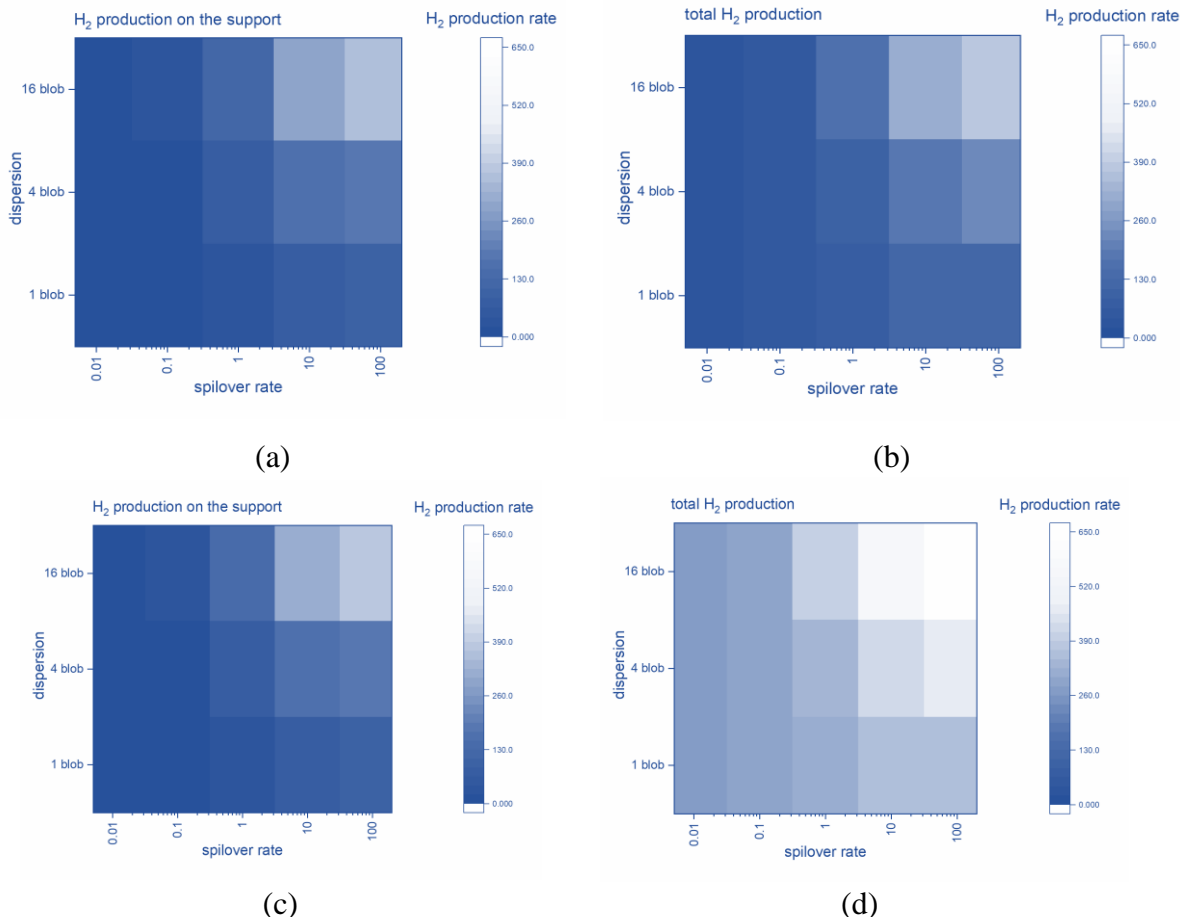 H2 production on the support
H2 production rate
16 blob
4 blob
1 blob
dispersion
0.01
0.1
1
10
100
spilover rate
650.0
520.0
390.0
260.0
130.0
0.000
(a)
total H2 production
H2 production rate
16 blob
4 blob
1 blob
dispersion
0.01
0.1
1
10
100
spilover rate
650.0
520.0
390.0
260.0
130.0
0.000
(b)
H2 production on the support
H2 production rate
16 blob
4 blob
1 blob
dispersion
0.01
0.1
1
10
100
spilover rate
650.0
520.0
390.0
260.0
130.0
0.000
(c)
total H2 production
H2 production rate
16 blob
4 blob
1 blob
dispersion
0.01
0.1
1
10
100
spilover rate
650.0
520.0
390.0
260.0
130.0
0.000
(d)